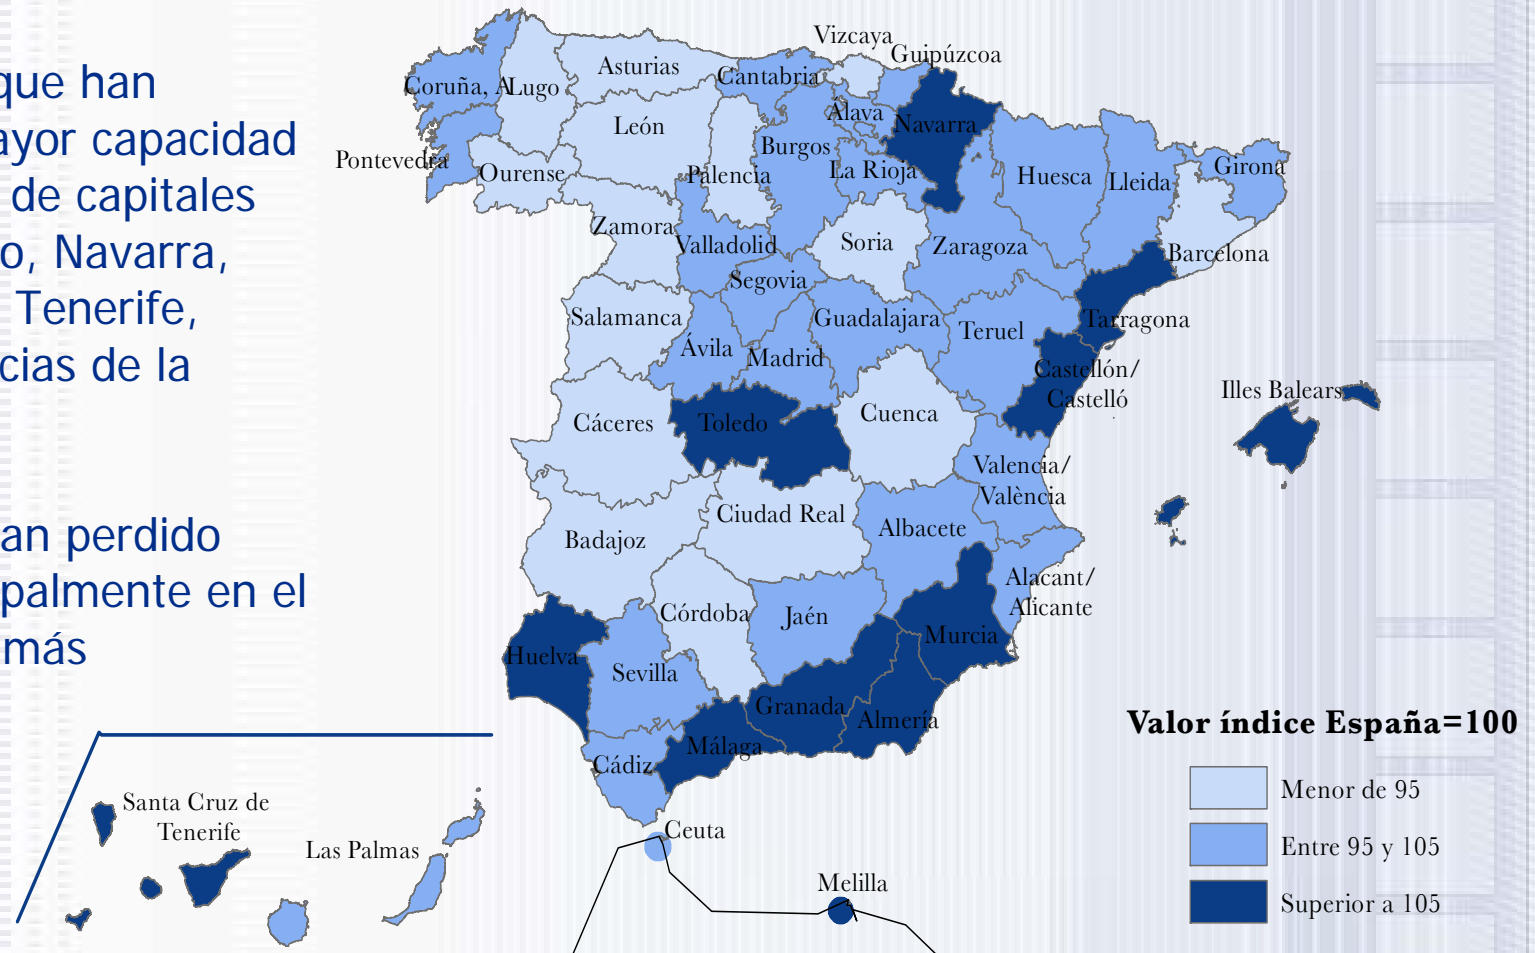 que han
ayor capacidad
de capitales
o, Navarra,
Tenerife,
cias de la
an perdido
palmente en el
más
Vizcaya
Guipúzcoa
Asturias
Cantabria
Coruña, A
Lugo
León
Álava
Navarra
Burgos
Pontevedra
Ourense
Palencia
La Rioja
Huesca
Lleida
Girona
Zamora
Valladolid
Soria
Zaragoza
Barcelona
Segovia
Salamanca
Guadalajara
Teruel
Tarragona
Ávila
Madrid
Castellón/
Castelló
Illes Balears
Cáceres
Toledo
Cuenca
Valencia/
València
Ciudad Real
Albacete
Badajoz
Alacant/
Alicante
Córdoba
Jaén
Murcia
Huelva
Sevilla
Granada
Almería
Málaga
Cádiz
Santa Cruz de
Tenerife
Las Palmas
Ceuta
Melilla
Valor índice España=100
Menor de 95
Entre 95 y 105
Superior a 105